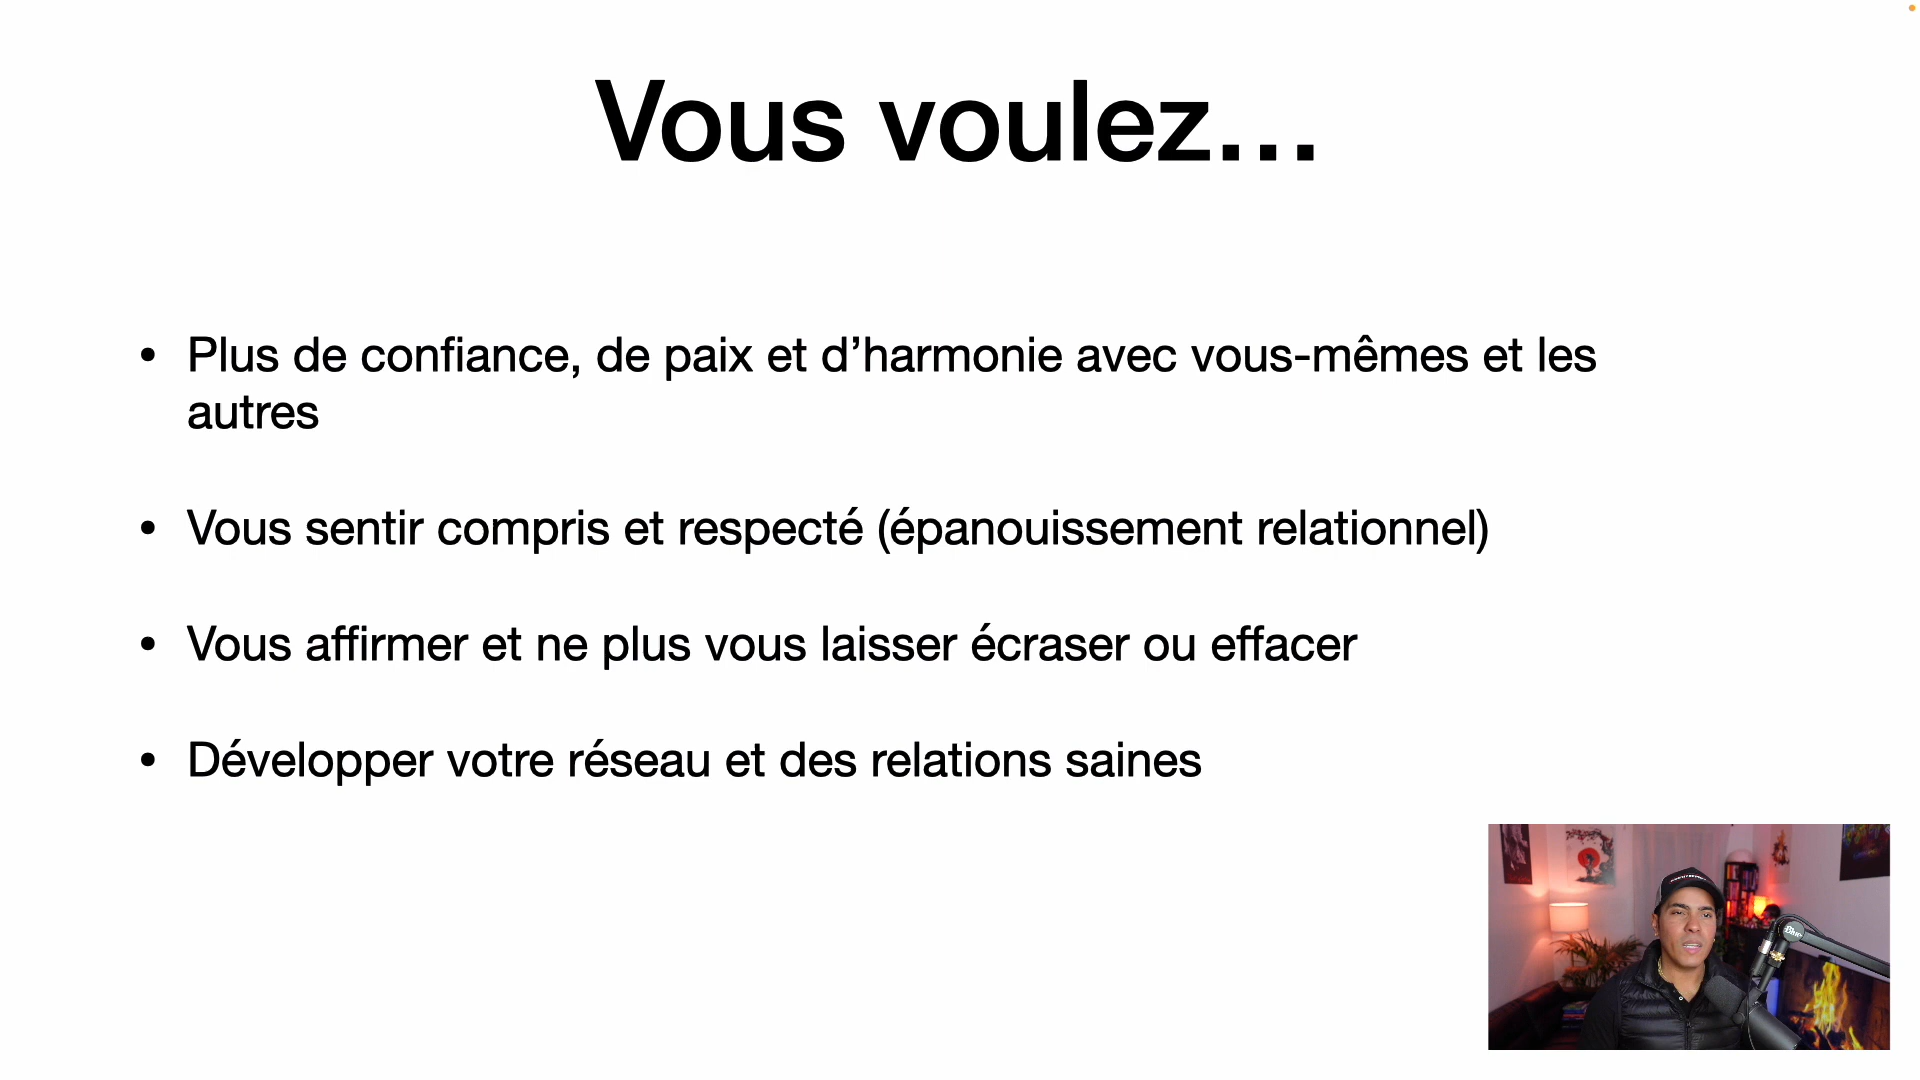 Vous voulez…
• Plus de confiance, de paix et d’harmonie avec vous-mêmes et les
autres
• Vous sentir compris et respecté (épanouissement relationnel)
• Vous affirmer et ne plus vous laisser écraser ou effacer
• Développer votre réseau et des relations saines
Blue